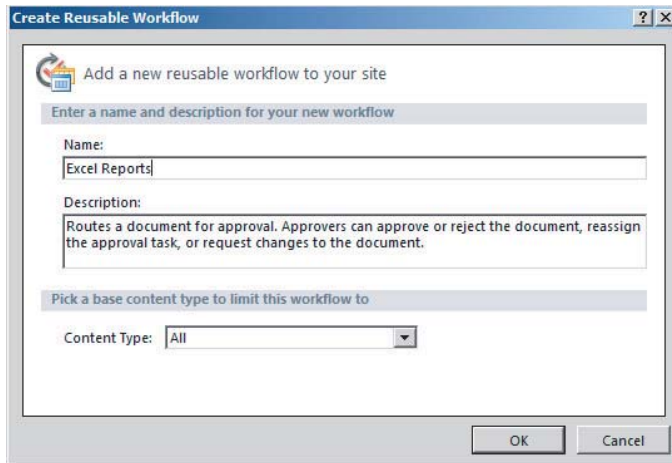 Create Reusable Workflow
Add a new reusable workflow to your site
Enter a name and description for your new workflow
Name:
Excel Reports
Description:
Routes a document for approval. Approvers can approve or reject the document, reassign
the approval task, or request changes to the document.
Pick a base content type to limit this workflow to
Content Type: All
OK Cancel